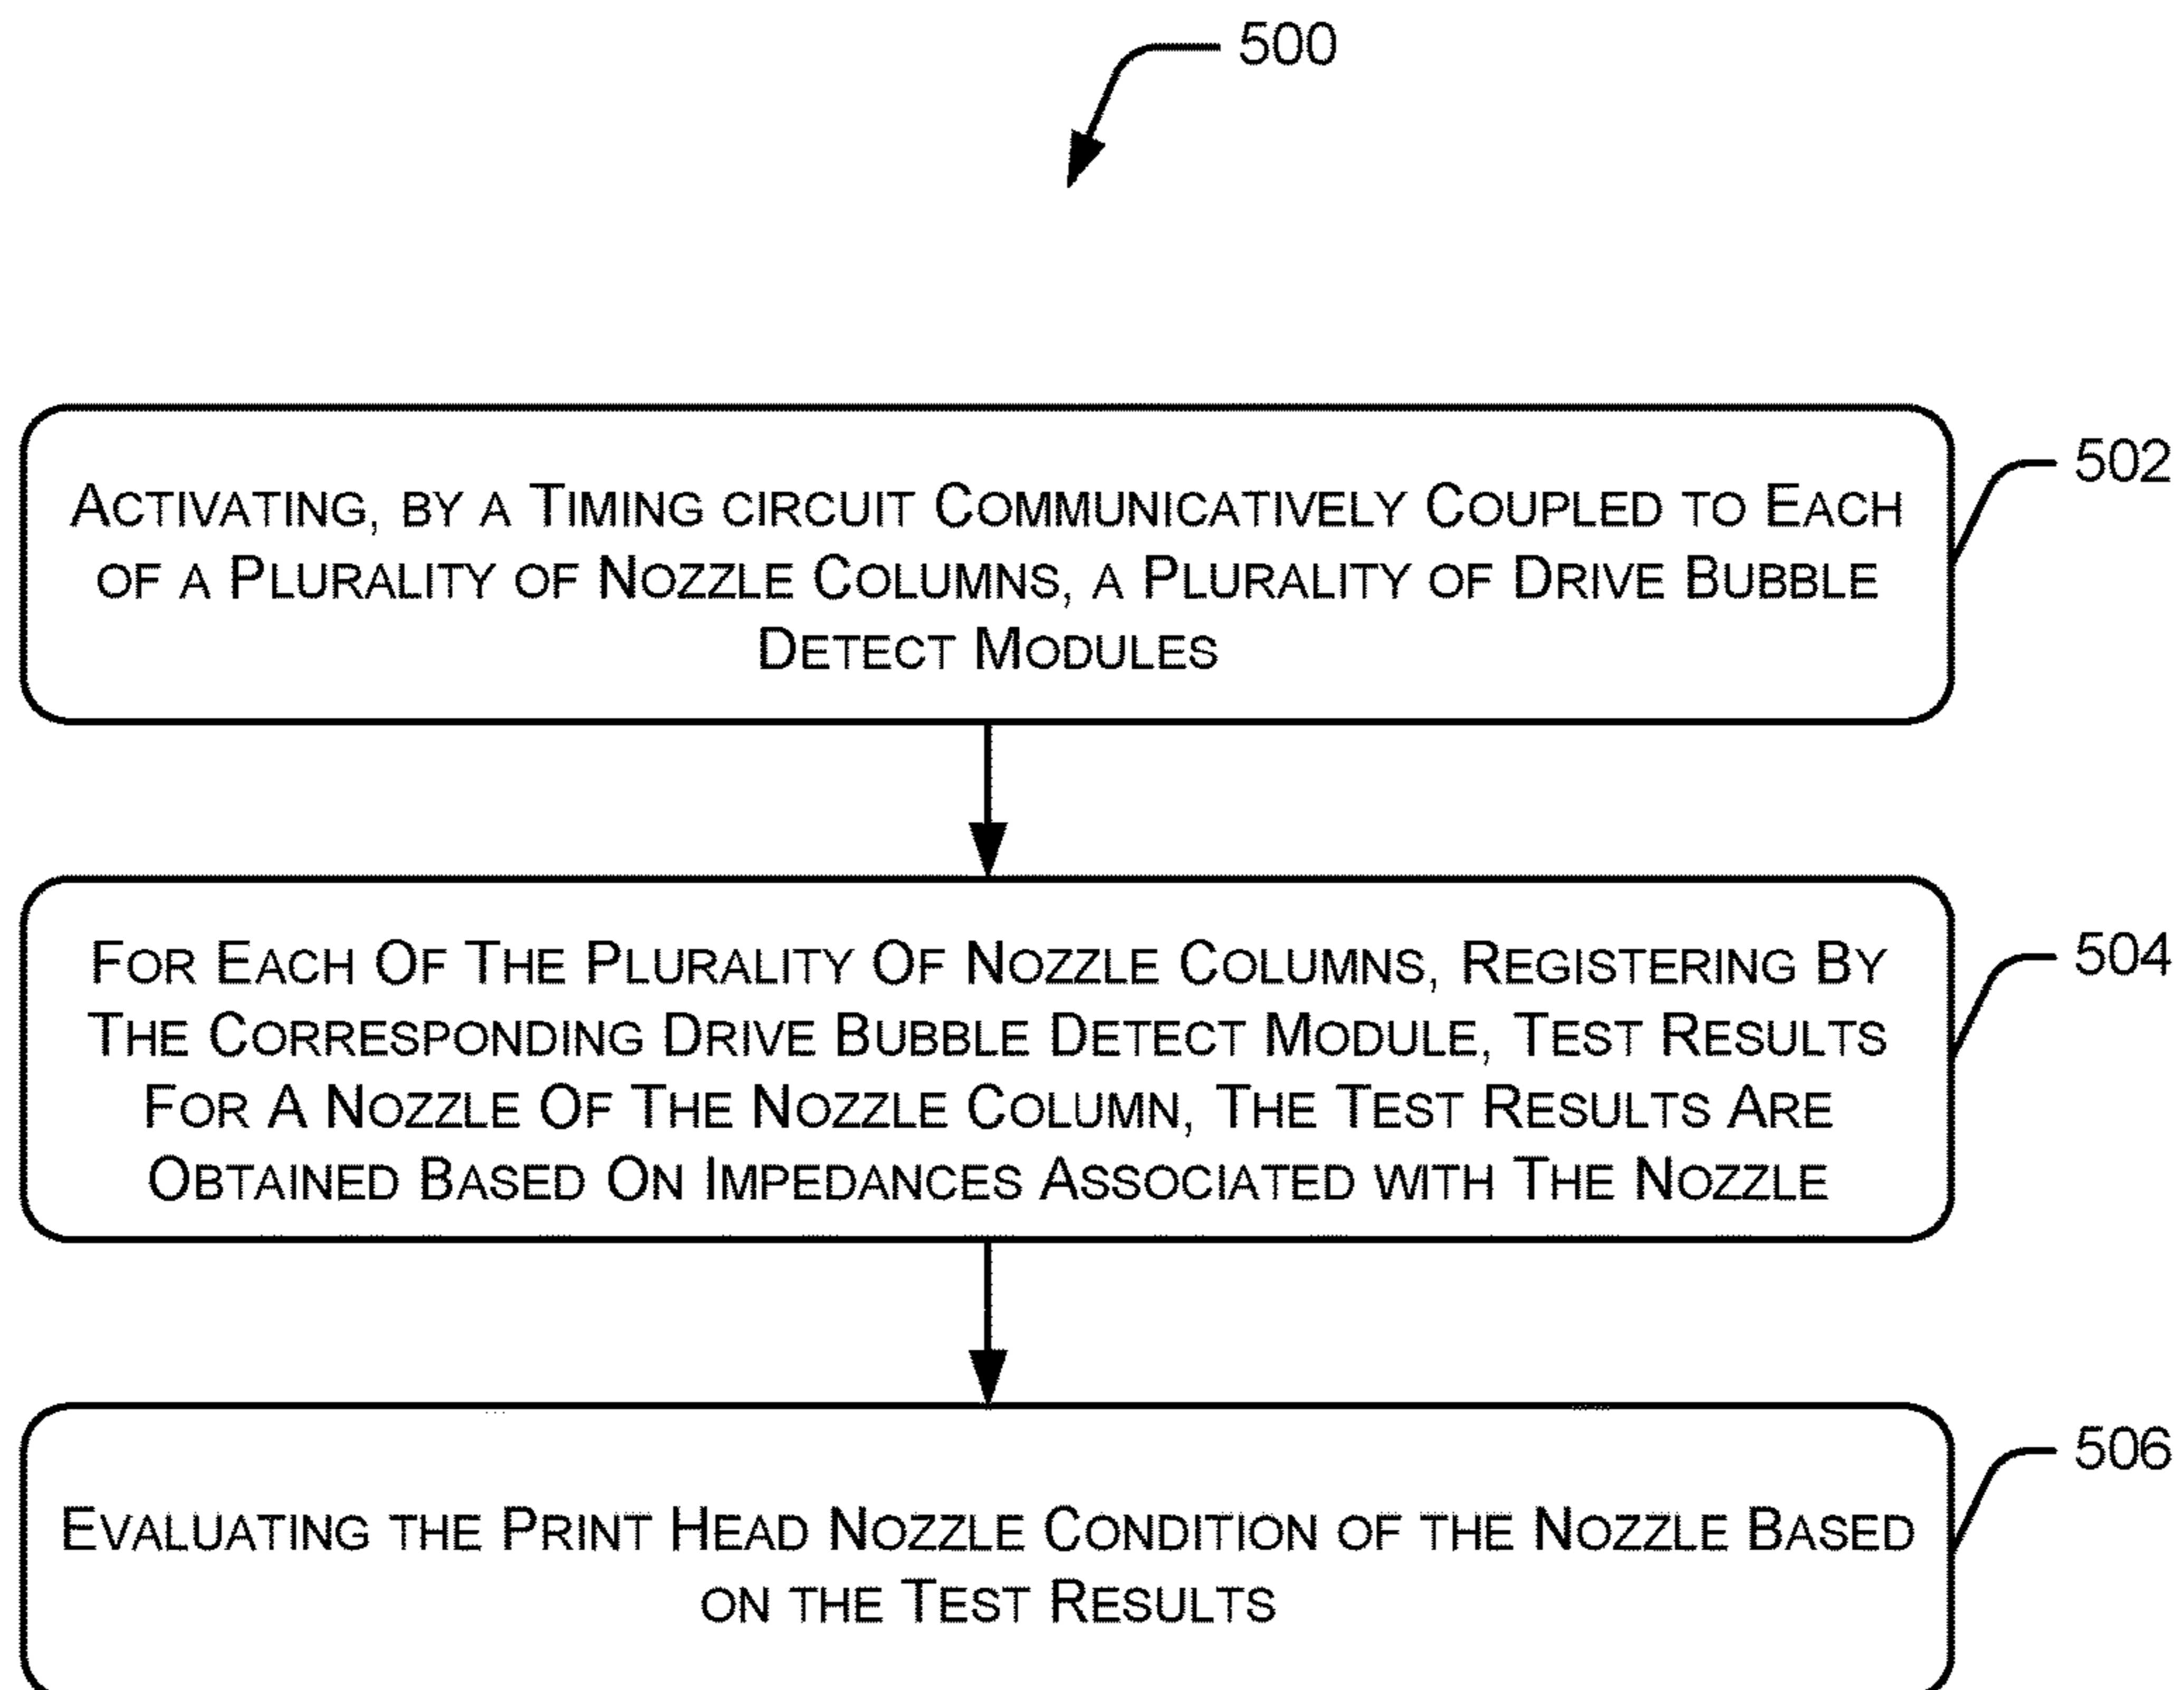 500
ACTIVATING, BY A TIMING CIRCUIT COMMUNICATIVELY COUPLED TO EACH
OF A PLURALITY OF NOZZLE COLUMNS, A PLURALITY OF DRIVE BUBBLE
DETECT MODULES
502
FOR EACH OF THE PLURALITY OF NOZZLE COLUMNS, REGISTERING BY
THE CORRESPONDING DRIVE BUBBLE DETECT MODULE, TEST RESULTS
FOR A NOZZLE OF THE NOZZLE COLUMN, THE TEST RESULTS ARE
OBTAINED BASED ON IMPEDANCES ASSOCIATED WITH THE NOZZLE
504
EVALUATING THE PRINT HEAD NOZZLE CONDITION OF THE NOZZLE BASED
ON THE TEST RESULTS
506